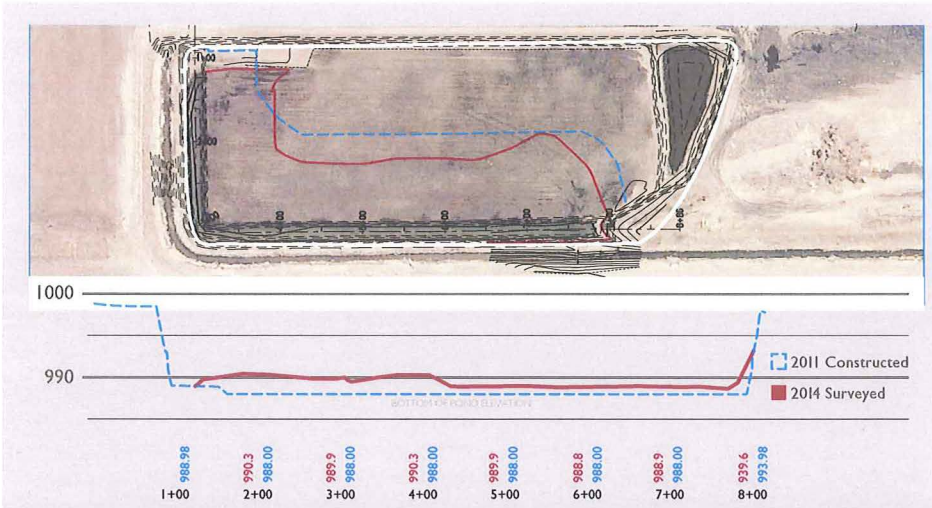 1000
990
2011 Constructed
2014 Surveyed
BOTTOM OF POND ELEVATION
988.98
990.3 988.00
989.9 988.00
990.3 988.00
989.9 988.00
988.8 988.00
988.9 988.00
939.6 993.98
1+00 2+00 3+00 4+00 5+00 6+00 7+00 8+00